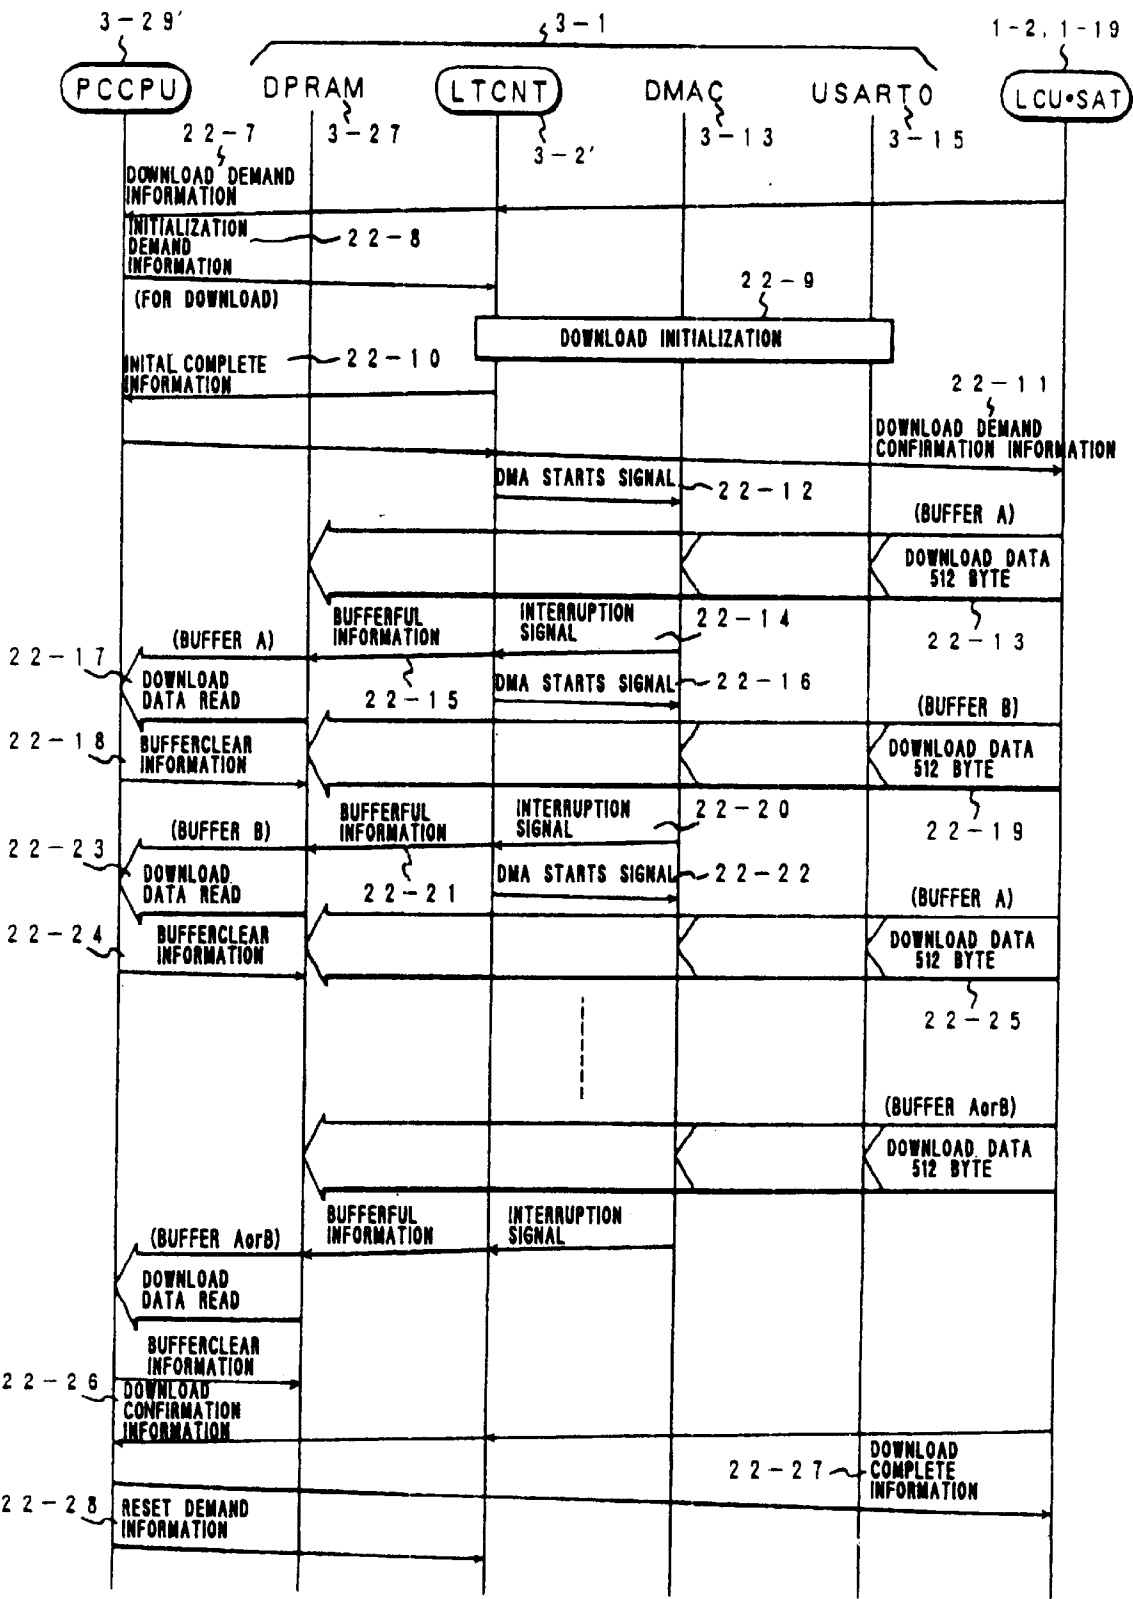 3-29'
3-1
1-2, 1-19
PCCPU
DPRAM
LTCNT
DMAC
USARTO
LCU•SAT
22-7
3-27
3-2'
3-13
3-15
DOWNLOAD DEMAND
INFORMATION
INITIALIZATION
DEMAND
INFORMATION
22-8
(FOR DOWNLOAD)
22-9
DOWNLOAD INITIALIZATION
INITAL COMPLETE
INFORMATION
22-10
22-11
DOWNLOAD DEMAND
CONFIRMATION INFORMATION
DMA STARTS SIGNAL
22-12
(BUFFER A)
DOWNLOAD DATA
512 BYTE
22-13
BUFFERFUL
INFORMATION
INTERRUPTION
SIGNAL
22-14
(BUFFER A)
22-17
DOWNLOAD
DATA READ
22-15
DMA STARTS SIGNAL
22-16
(BUFFER B)
22-18
BUFFERCLEAR
INFORMATION
DOWNLOAD DATA
512 BYTE
22-19
BUFFERFUL
INFORMATION
INTERRUPTION
SIGNAL
22-20
(BUFFER B)
22-23
DOWNLOAD
DATA READ
22-21
DMA STARTS SIGNAL
22-22
(BUFFER A)
22-24
BUFFERCLEAR
INFORMATION
DOWNLOAD DATA
512 BYTE
22-25
(BUFFER AorB)
DOWNLOAD DATA
512 BYTE
BUFFERFUL
INFORMATION
INTERRUPTION
SIGNAL
(BUFFER AorB)
DOWNLOAD
DATA READ
BUFFERCLEAR
INFORMATION
22-26
DOWNLOAD
CONFIRMATION
INFORMATION
22-27
DOWNLOAD
COMPLETE
INFORMATION
22-28
RESET DEMAND
INFORMATION